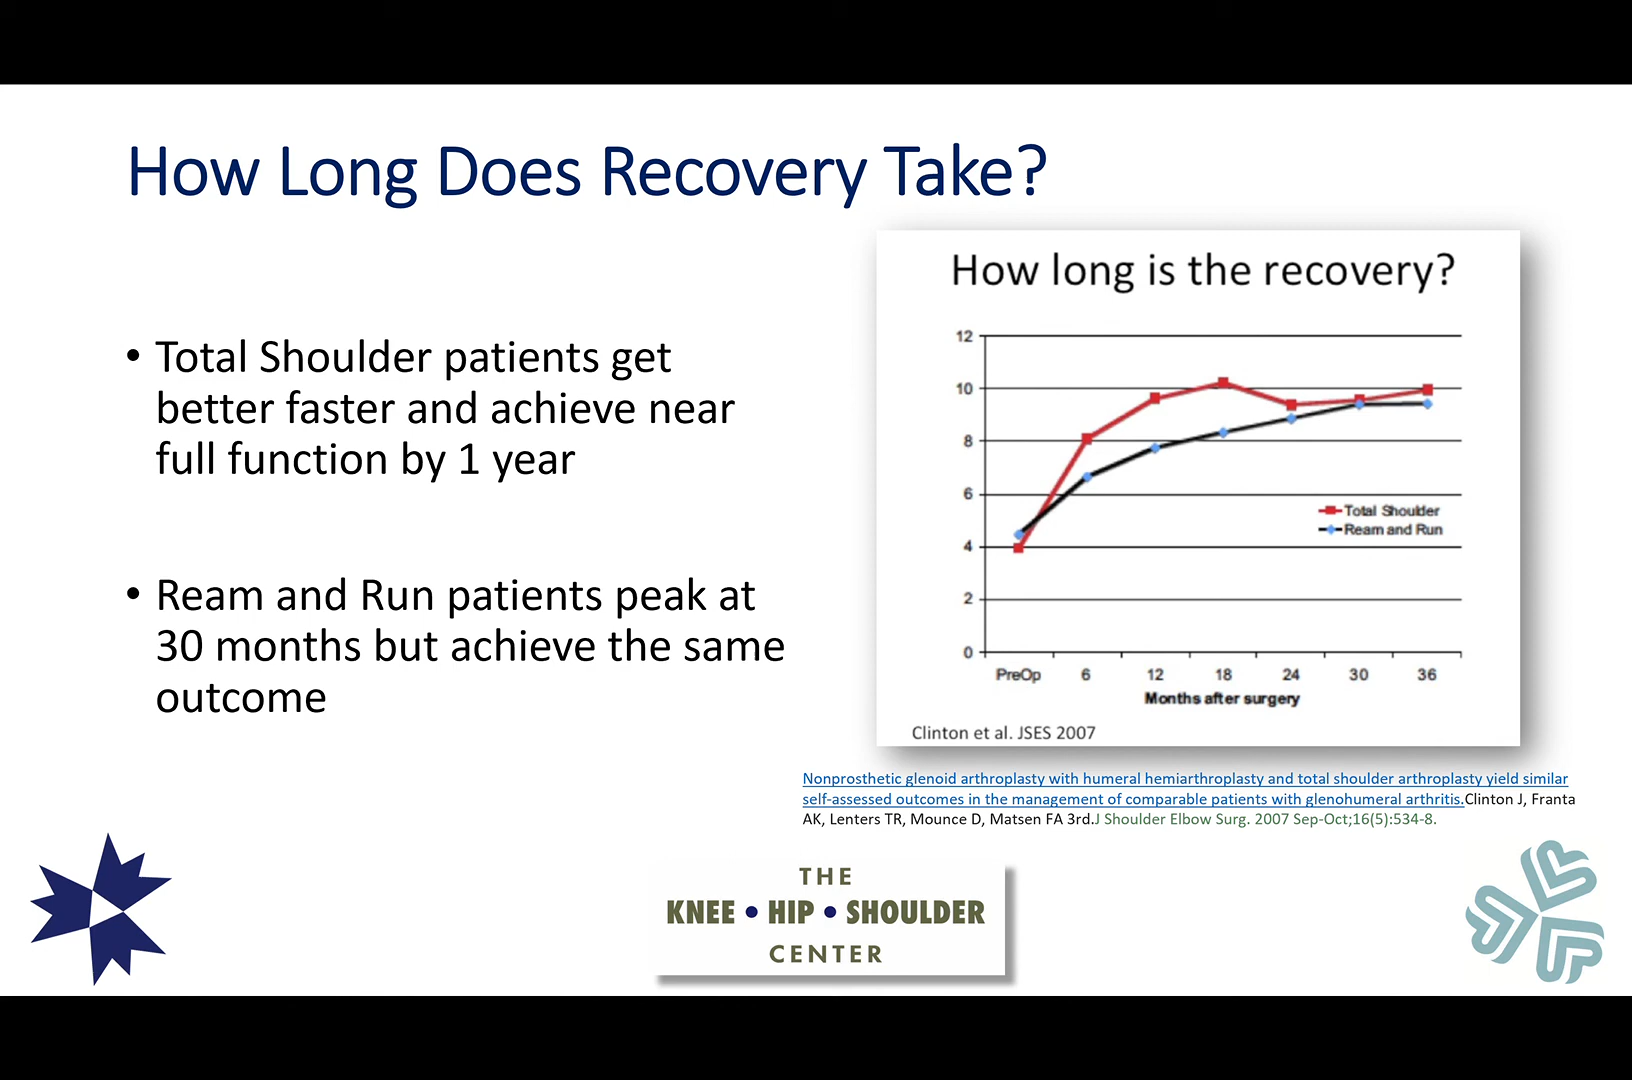 How Long Does Recovery Take?
• Total Shoulder patients get
better faster and achieve near
full function by 1 year
• Ream and Run patients peak at
30 months but achieve the same
outcome
How long is the recovery?
12
10
8
6
4
2
0
Total Shoulder
Ream and Run
PreOp 6 12 18 24 30 36
Months after surgery
Clinton et al. JSES 2007
Nonprosthetic glenoid arthroplasty with humeral hemiarthroplasty and total shoulder arthroplasty yield similar
self-assessed outcomes in the management of comparable patients with glenohumeral arthritis.Clinton J, Franta
AK, Lenters TR, Mounce D, Matsen FA 3rd.J Shoulder Elbow Surg. 2007 Sep-Oct;16(5):534-8.
THE
KNEE • HIP • SHOULDER
CENTER